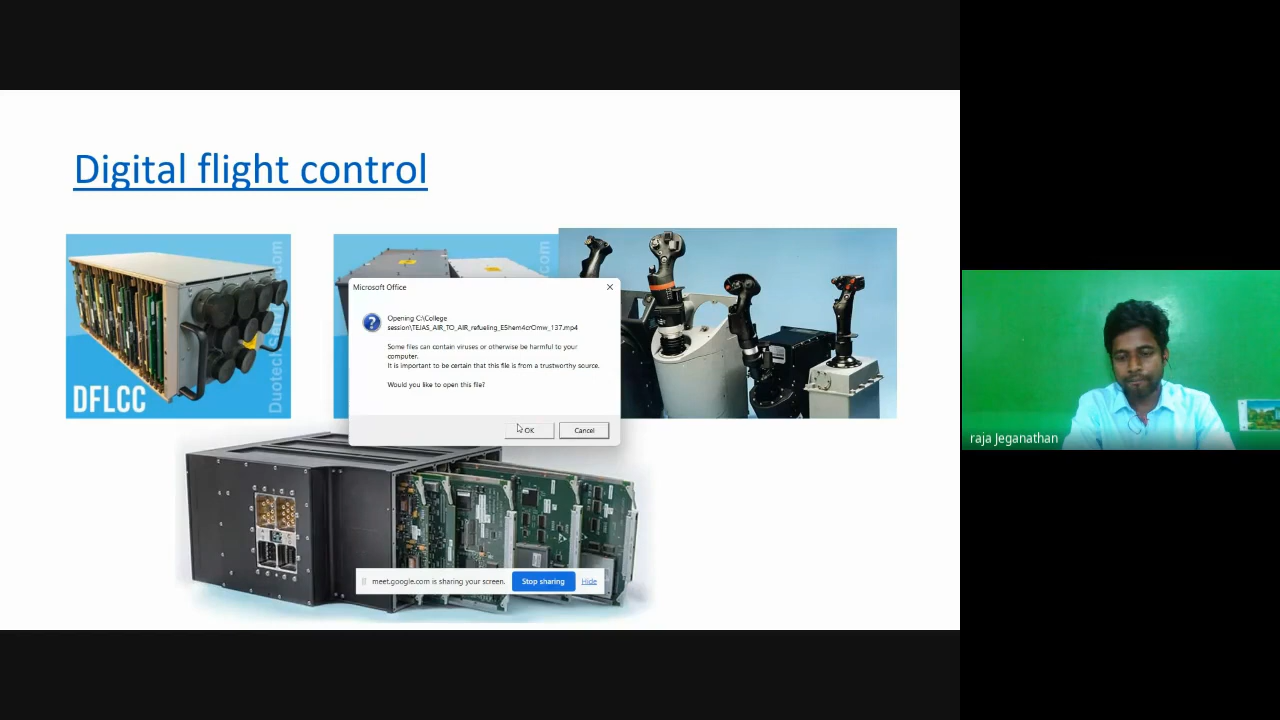 Digital flight control
DFLCC
Microsoft Office
Opening C:\College
session\TEJAS_AIR_TO_AIR_refueling_EShem4crOmw_137.mp4
Some files can contain viruses or otherwise be harmful to your
computer.
It is important to be certain that this file is from a trustworthy source.
Would you like to open this file?
OK
Cancel
meet.google.com is sharing your screen.
Stop sharing
Hide
raja Jeganathan